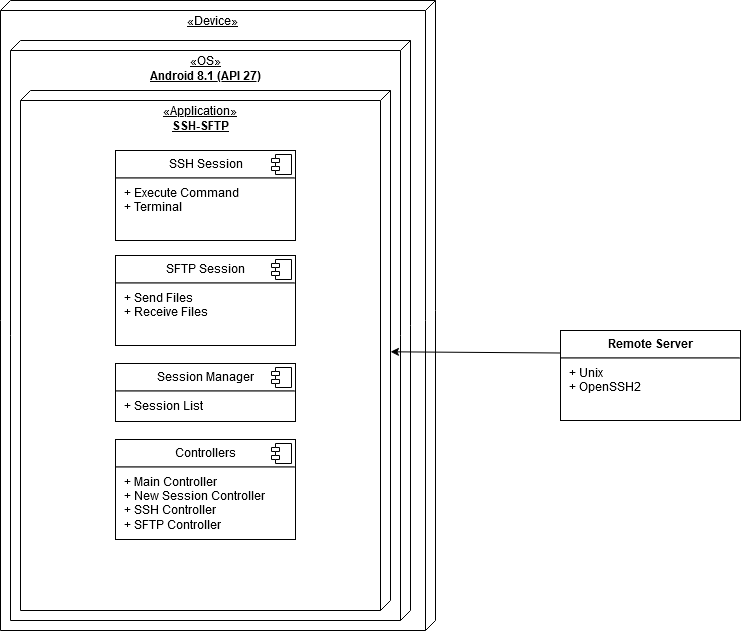 «Device»
«OS»
Android 8.1 (API 27)
«Application»
SSH-SFTP
SSH Session
+ Execute Command
+ Terminal
SFTP Session
+ Send Files
+ Receive Files
Session Manager
+ Session List
Controllers
+ Main Controller
+ New Session Controller
+ SSH Controller
+ SFTP Controller
Remote Server
+ Unix
+ OpenSSH2